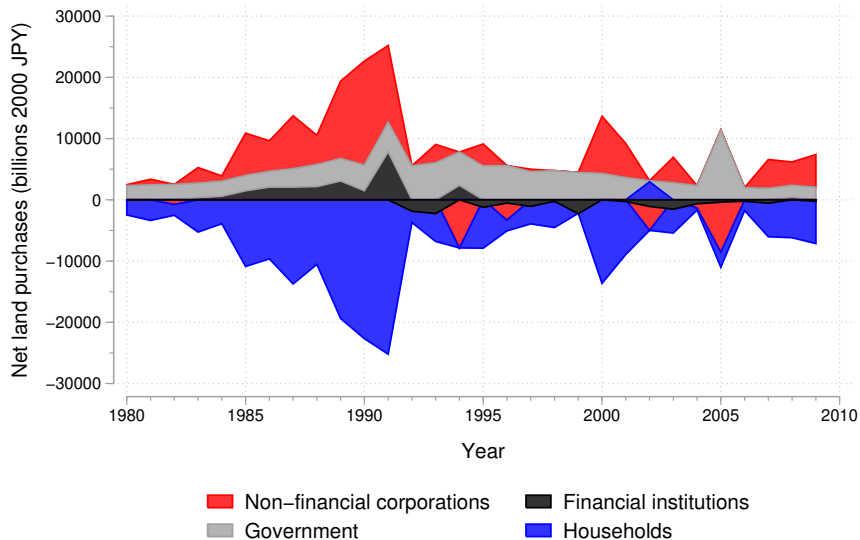 Net land purchases (billions 2000 JPY)
30000
20000
10000
0
−10000
−20000
−30000
1980 1985 1990 1995 2000 2005 2010
Year
Non−financial corporations Financial institutions
Government Households